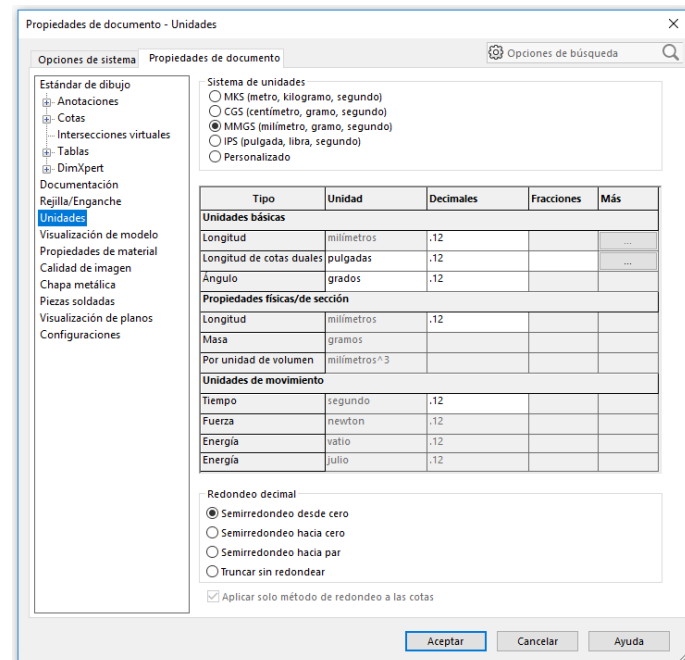 Propiedades de documento - Unidades
Opciones de sistema Propiedades de documento
Opciones de búsqueda
Estándar de dibujo
Anotaciones
Cotas
Intersecciones virtuales
Tablas
DimXpert
Documentación
Rejilla/Enganche
Unidades
Visualización de modelo
Propiedades de material
Calidad de imagen
Chapa metálica
Piezas soldadas
Visualización de planos
Configuraciones
Sistema de unidades
MKS (metro, kilogramo, segundo)
CGS (centímetro, gramo, segundo)
MMGS (milímetro, gramo, segundo)
IPS (pulgada, libra, segundo)
Personalizado
Tipo Unidad Decimales Fracciones Más
Unidades básicas
Longitud milímetros .12 ...
Longitud de cotas duales pulgadas .12 ...
Ángulo grados .12
Propiedades físicas/de sección
Longitud milímetros .12
Masa gramos
Por unidad de volumen milímetros^3
Unidades de movimiento
Tiempo segundo .12
Fuerza newton .12
Energía vatio .12
Energía julio .12
Redondeo decimal
Semirredondeo desde cero
Semirredondeo hacia cero
Semirredondeo hacia par
Truncar sin redondear
Aplicar solo método de redondeo a las cotas
Aceptar Cancelar Ayuda